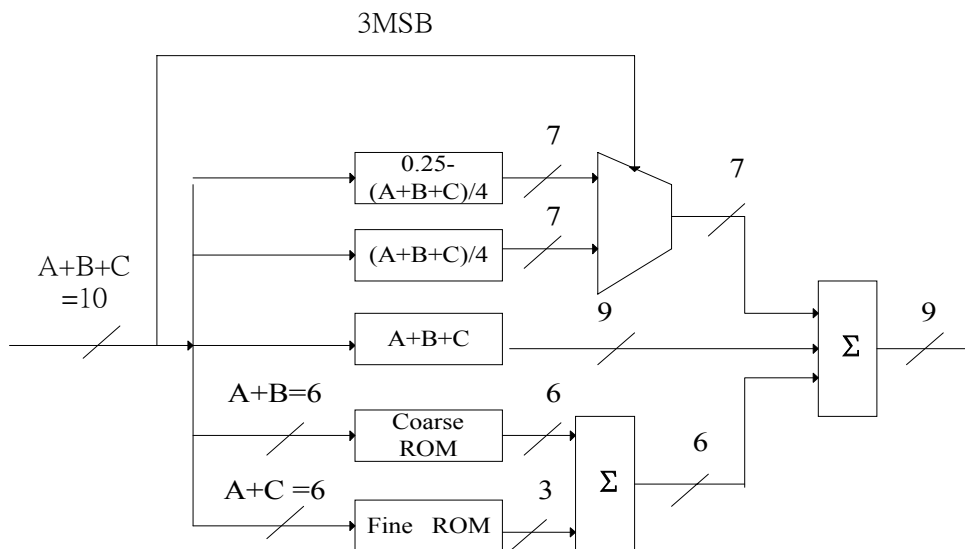 3MSB
7
0.25-
(A+B+C)/4
7
7
(A+B+C)/4
A+B+C
=10
9
A+B+C
Σ
9
A+B=6
6
Coarse
ROM
6
A+C =6
3
Σ
Fine ROM